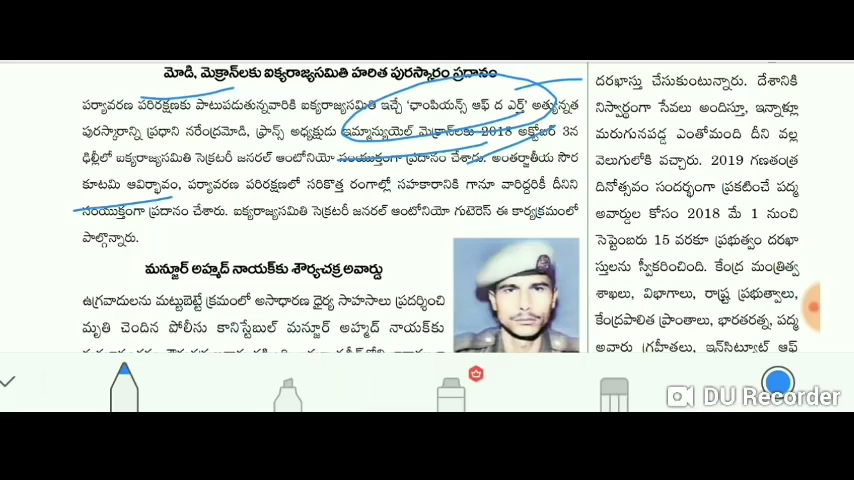 మోడి, మెక్రాన్‌లకు ఐక్యరాజ్యసమితి హరిత పురస్కారం ప్రదానం
పర్యావరణ పరిరక్షణకు పాటుపడుతున్నవారికి ఐక్యరాజ్యసమితి ఇచ్చే 'ఛాంపియన్స్ ఆఫ్ ద ఎర్త్' అత్యున్నత
పురస్కారాన్ని ప్రధాని నరేంద్రమోడి, ఫ్రాన్స్ అధ్యక్షుడు ఇమ్మాన్యుయెల్ మెక్రాన్‌లకు 2018 అక్టోబర్ 3న
ఢిల్లీలో ఐక్యరాజ్యసమితి సెక్రటరీ జనరల్ ఆంటోనియో సంయుక్తంగా ప్రదానం చేశారు. అంతర్జాతీయ సౌర
కూటమి ఆవిర్భావం, పర్యావరణ పరిరక్షణలో సరికొత్త రంగాల్లో సహకారానికి గానూ వారిద్దరికీ దీనిని
సంయుక్తంగా ప్రదానం చేశారు. ఐక్యరాజ్యసమితి సెక్రటరీ జనరల్ ఆంటోనియో గుటెరెస్ ఈ కార్యక్రమంలో
పాల్గొన్నారు.
మన్జూర్ అహ్మద్ నాయక్‌కు శౌర్యచక్ర అవార్డు
ఉగ్రవాదులను మట్టుబెట్టే క్రమంలో అసాధారణ ధైర్య సాహసాలు ప్రదర్శించి
మృతి చెందిన పోలీసు కానిస్టేబుల్ మన్జూర్ అహ్మద్ నాయక్‌కు
దరఖాస్తు చేసుకుంటున్నారు. దేశానికి
నిస్వార్థంగా సేవలు అందిస్తూ, ఇన్నాళ్లు
మరుగునపడ్డ ఎంతోమంది దీని వల్ల
వెలుగులోకి వచ్చారు. 2019 గణతంత్ర
దినోత్సవం సందర్భంగా ప్రకటించే పద్మ
అవార్డుల కోసం 2018 మే 1 నుంచి
సెప్టెంబరు 15 వరకూ ప్రభుత్వం దరఖా
స్తులను స్వీకరించింది. కేంద్ర మంత్రిత్వ
శాఖలు, విభాగాలు, రాష్ట్ర ప్రభుత్వాలు,
కేంద్రపాలిత ప్రాంతాలు, భారతరత్న, పద్మ
అవార్డు గ్రహీతలు, ఇన్‌స్టిట్యూట్ ఆఫ్
DU Recorder